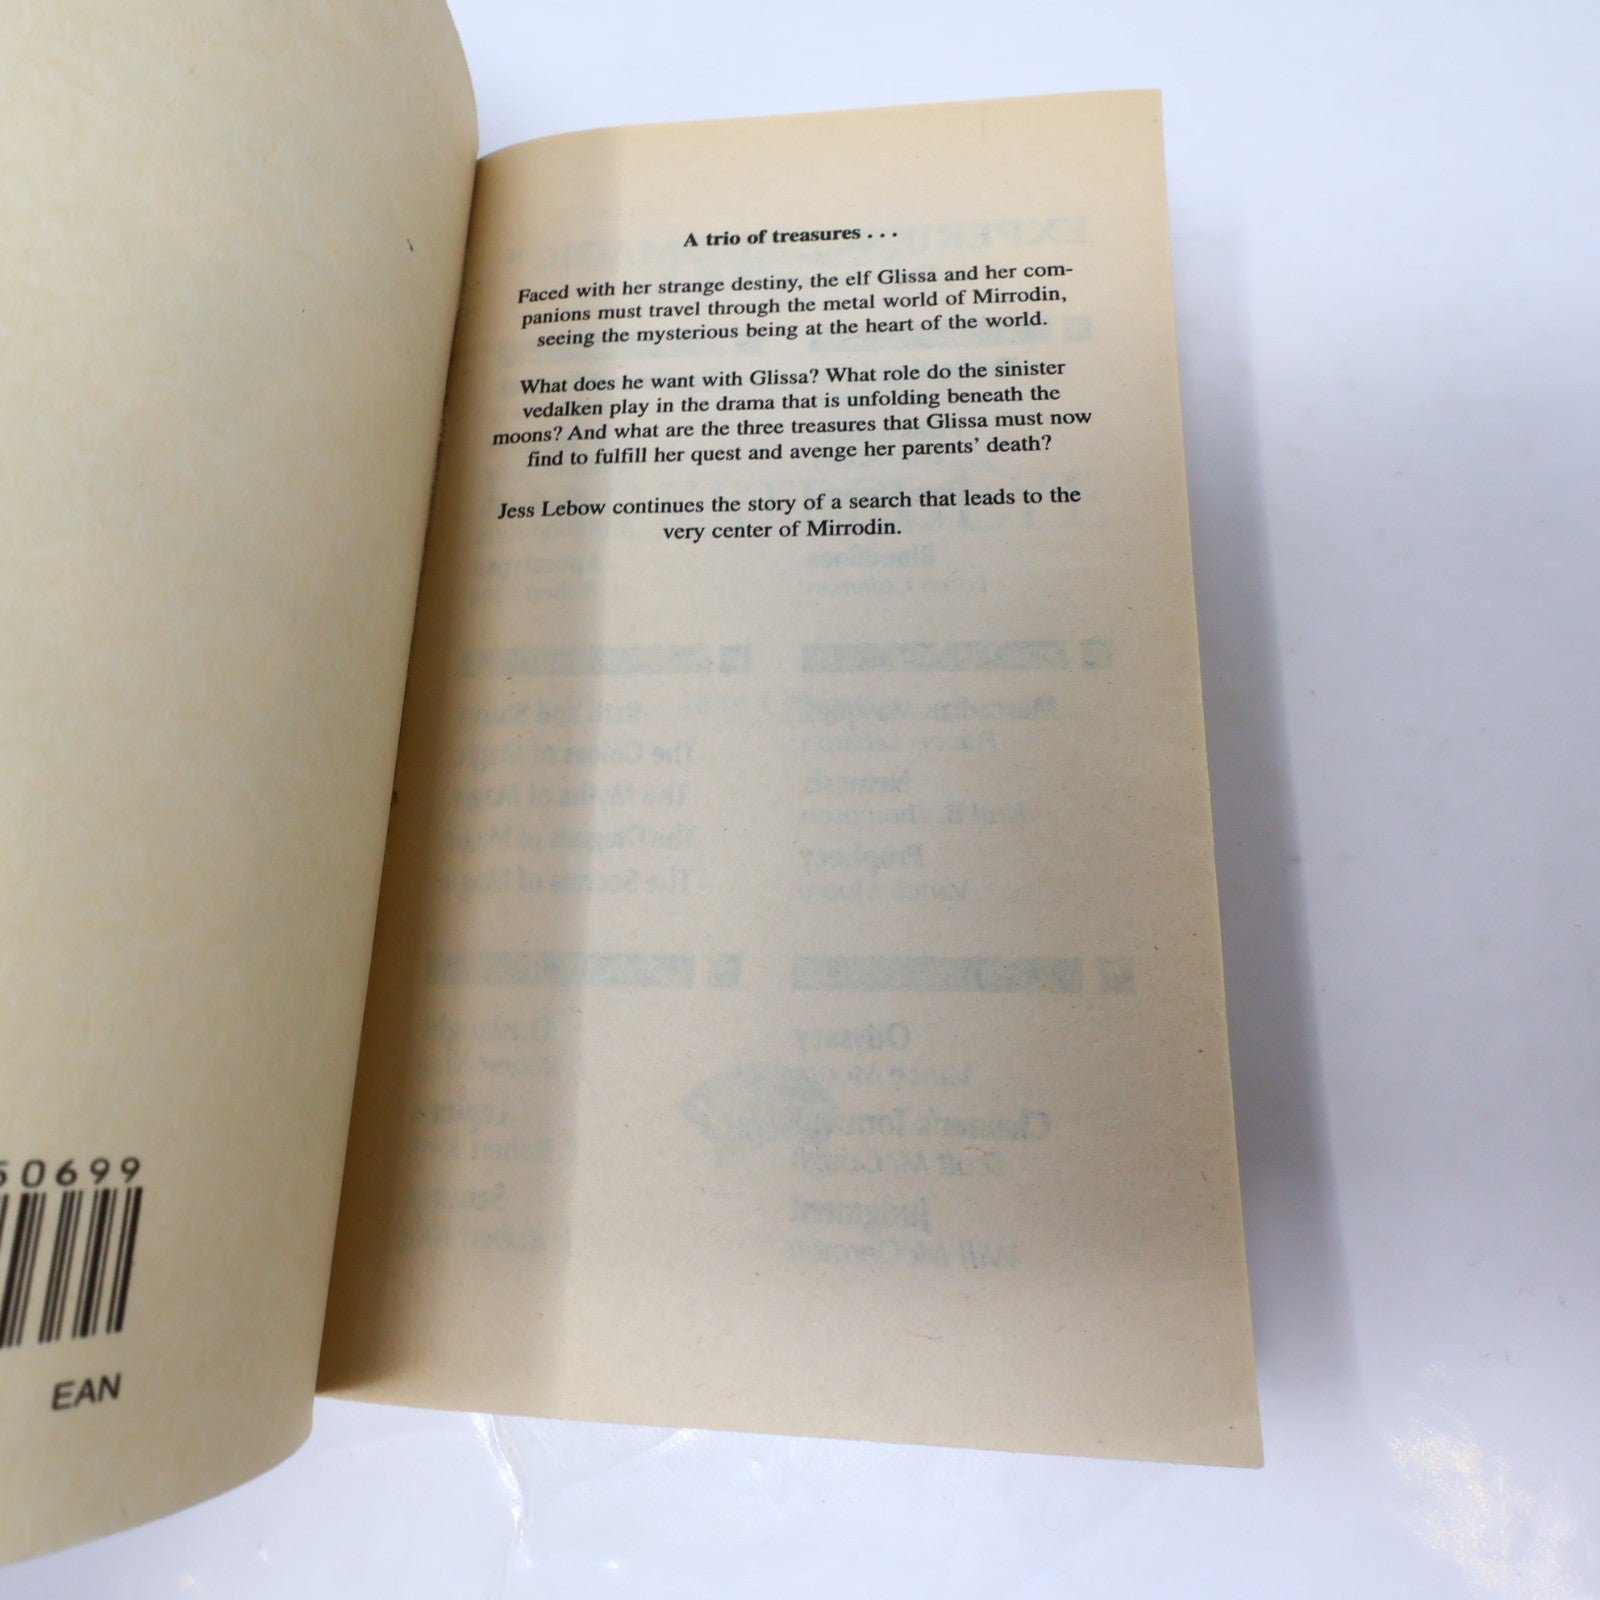 A trio of treasures . . .
Faced with her strange destiny, the elf Glissa and her com-
panions must travel through the metal world of Mirrodin,
seeing the mysterious being at the heart of the world.
What does he want with Glissa? What role do the sinister
vedalken play in the drama that is unfolding beneath the
moons? And what are the three treasures that Glissa must now
find to fulfill her quest and avenge her parents' death?
Jess Lebow continues the story of a search that leads to the
very center of Mirrodin.
50699
EAN